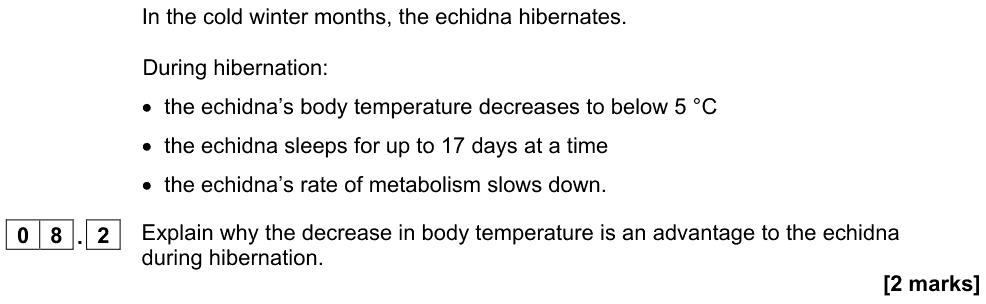 In the cold winter months, the echidna hibernates.
During hibernation:
• the echidna's body temperature decreases to below 5 °C
• the echidna sleeps for up to 17 days at a time
• the echidna's rate of metabolism slows down.
0 8 . 2 Explain why the decrease in body temperature is an advantage to the echidna
during hibernation.
[2 marks]